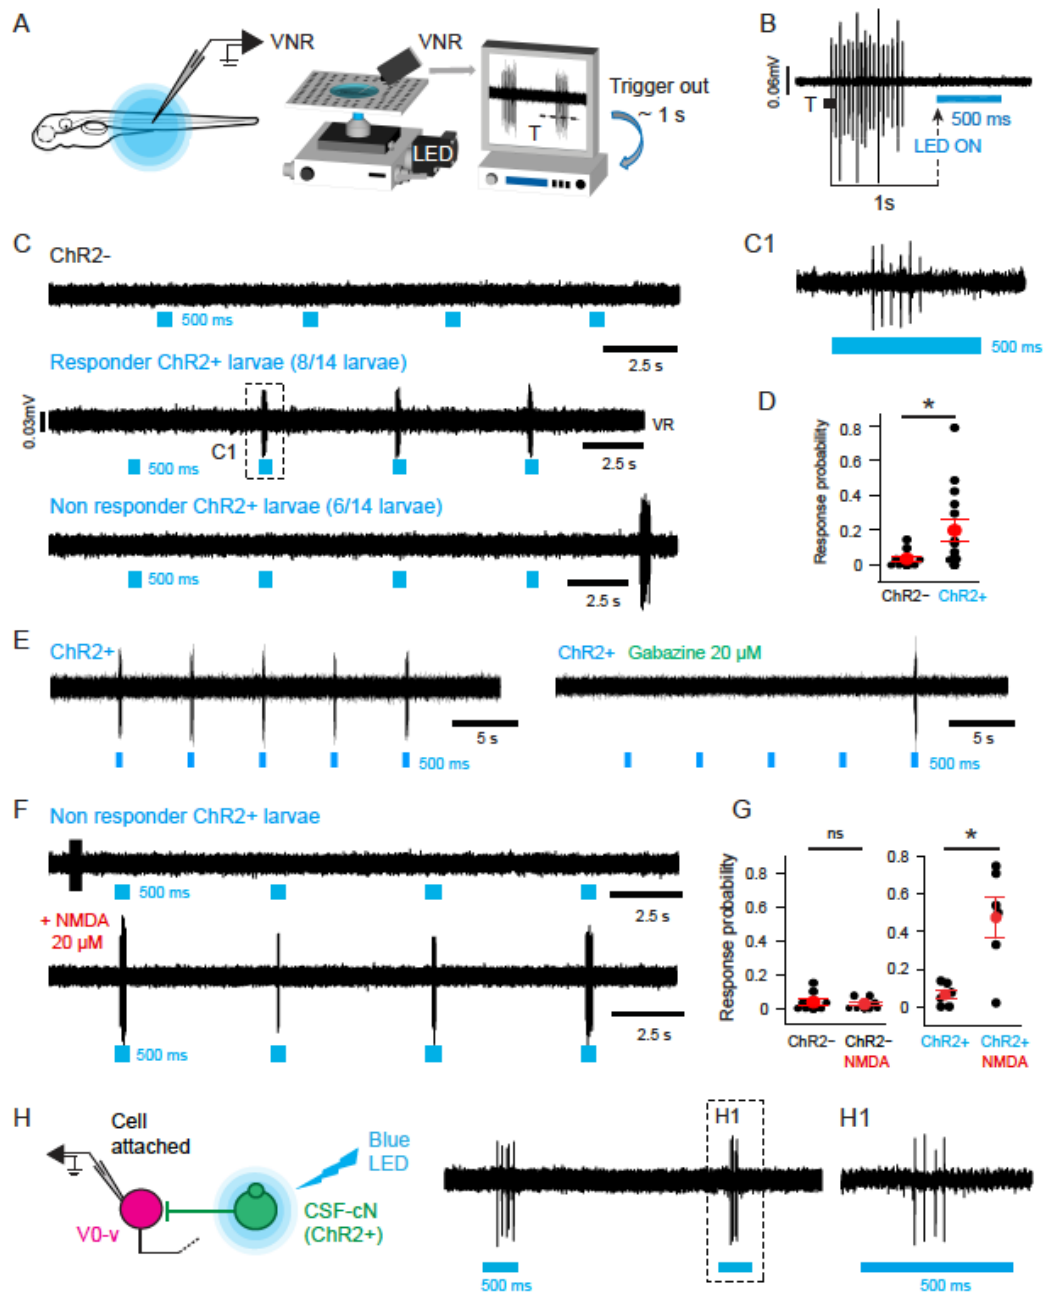 A
VNR
VNR
LED
T
Trigger out
~ 1 s
B
0.06mV
T
500 ms
LED ON
1s
C
ChR2−
500 ms
2.5 s
Responder ChR2+ larvae (8/14 larvae)
0.03mV
C1
VR
500 ms
2.5 s
Non responder ChR2+ larvae (6/14 larvae)
500 ms
2.5 s
C1
500 ms
D
*
Response probability
0.8
0.6
0.4
0.2
0
ChR2− ChR2+
E
ChR2+
5 s
500 ms
ChR2+ Gabazine 20 µM
5 s
500 ms
F
Non responder ChR2+ larvae
500 ms
2.5 s
+ NMDA
20 µM
500 ms
2.5 s
G
ns
Response probability
0.8
0.6
0.4
0.2
0
ChR2− ChR2−
NMDA
*
0.8
0.6
0.4
0.2
0
ChR2+ ChR2+
NMDA
H
Cell
attached
V0-v
Blue
LED
CSF-cN
(ChR2+)
H1
500 ms
H1
500 ms